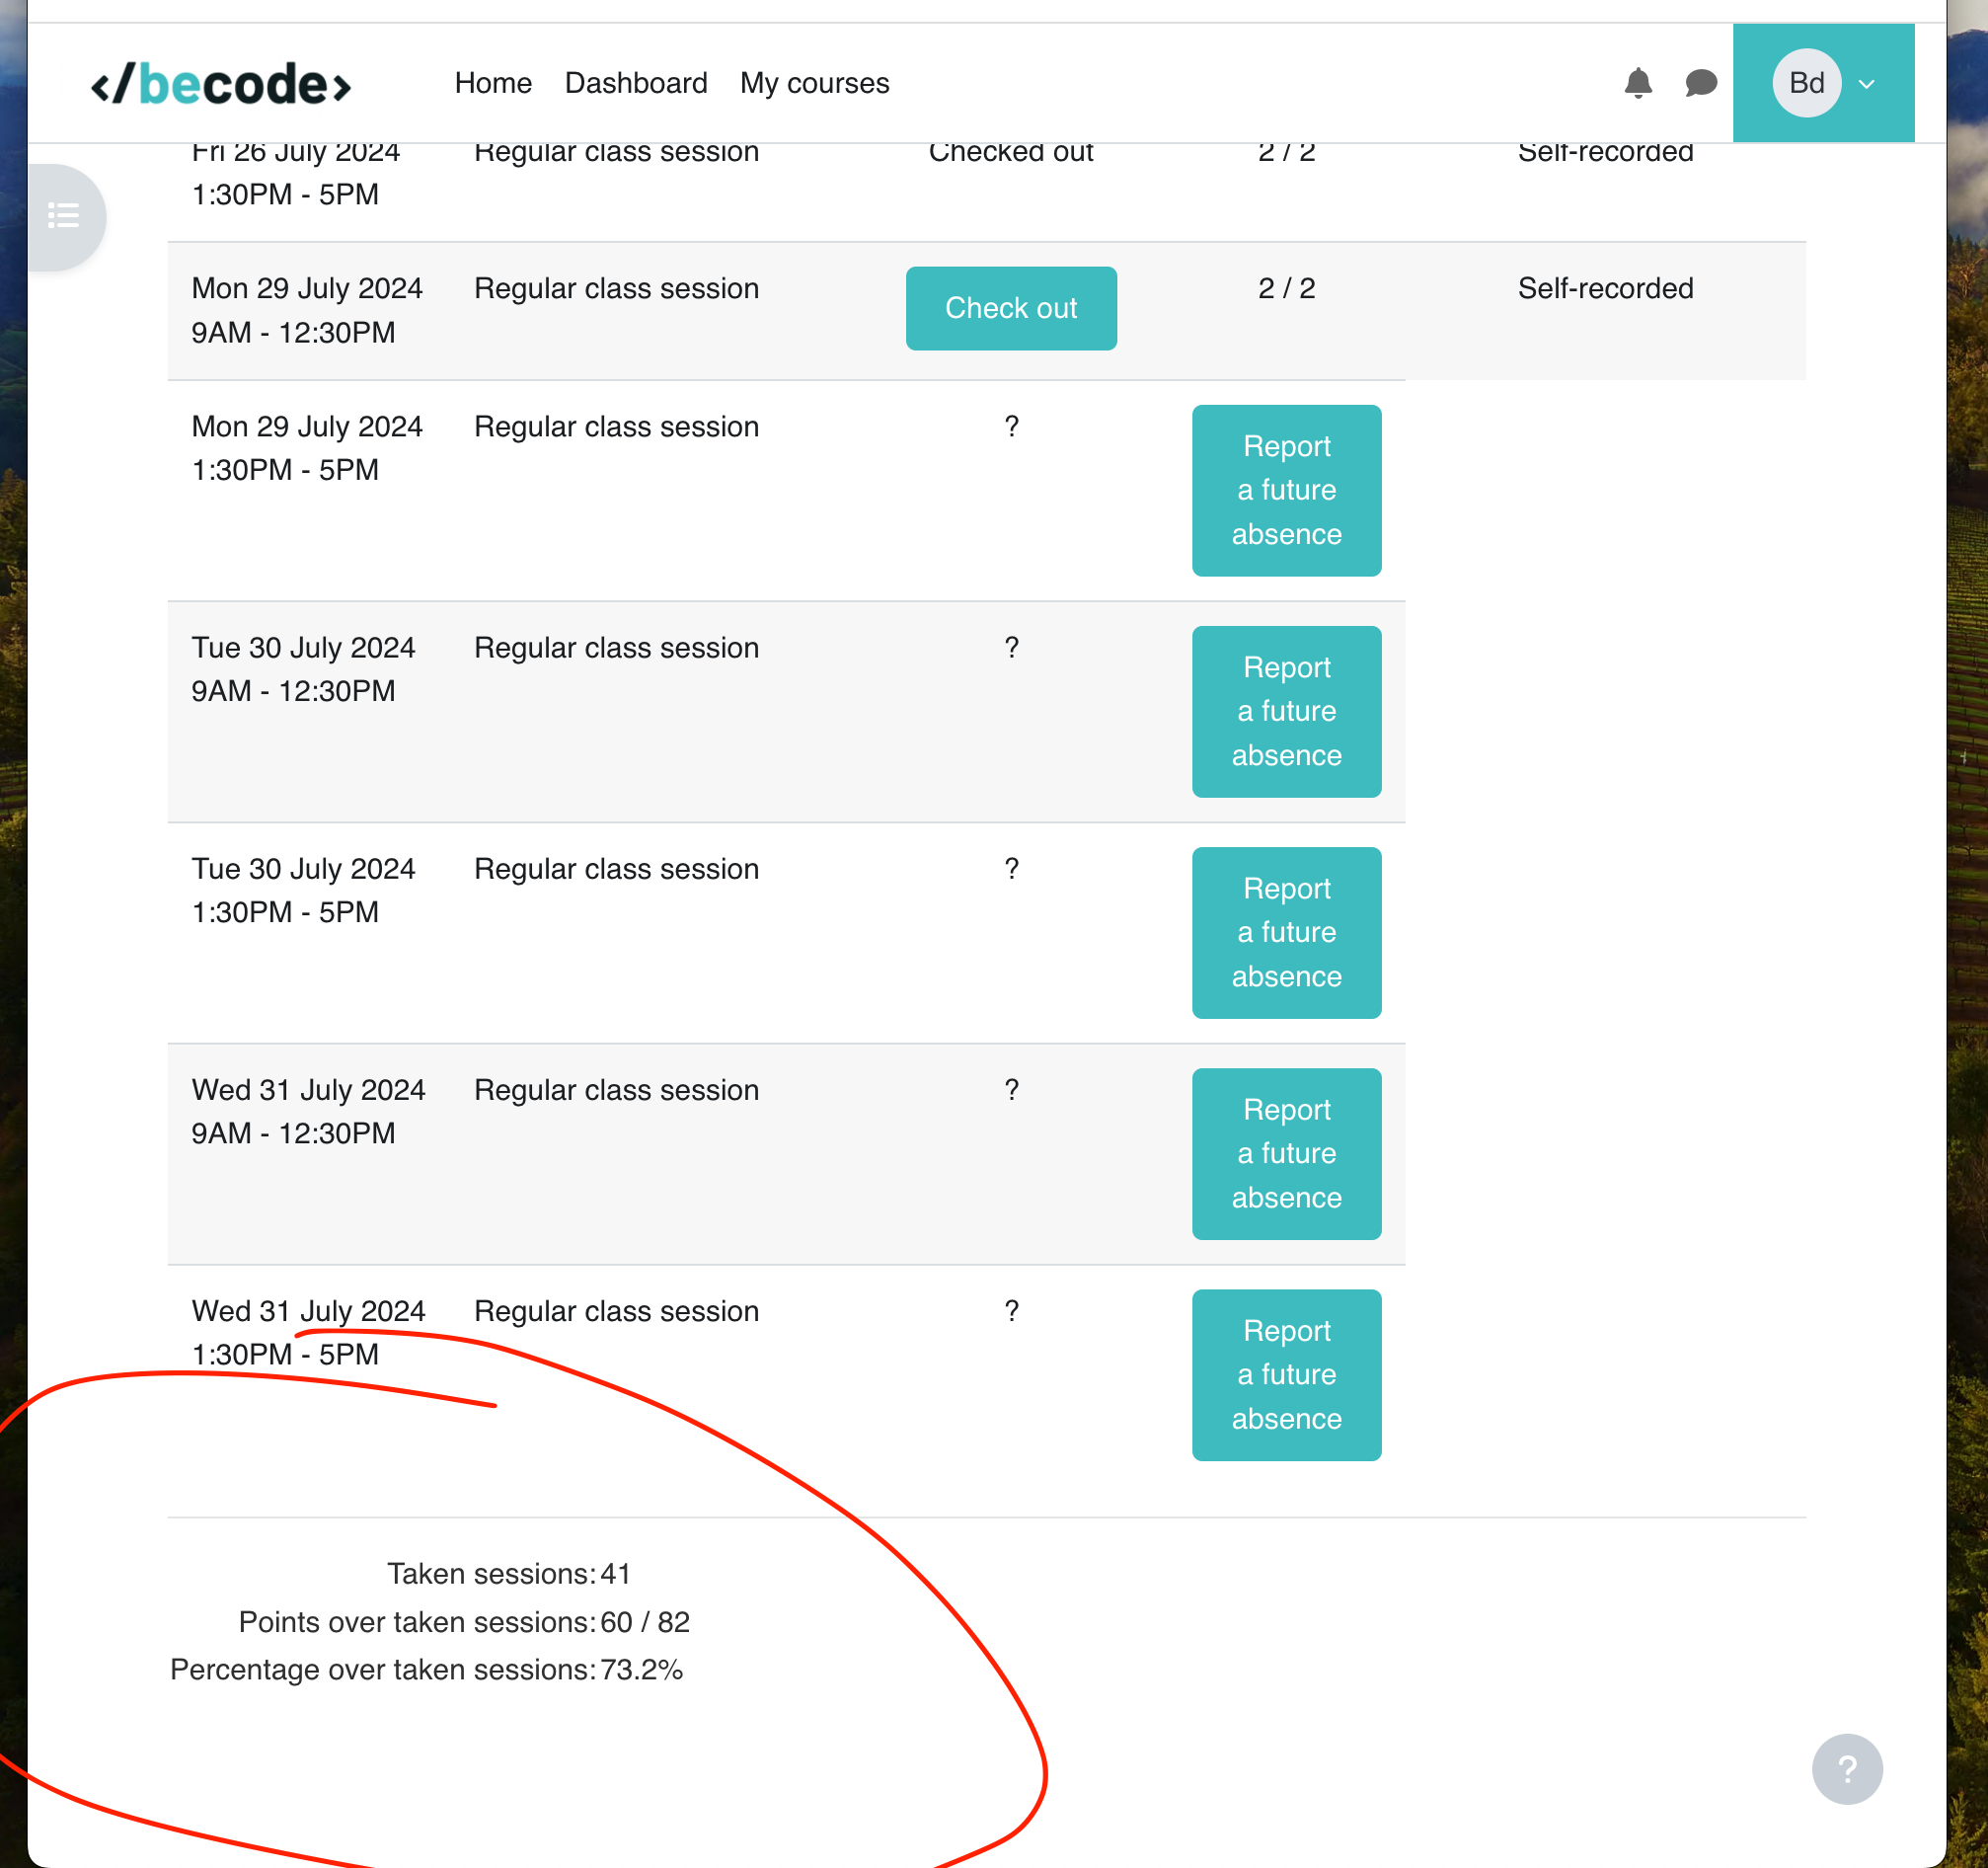 </becode>
Home Dashboard My courses
Bd
Fri 26 July 2024 Regular class session Checked out 2 / 2 Self-recorded
1:30PM - 5PM
Mon 29 July 2024 Regular class session Check out 2 / 2 Self-recorded
9AM - 12:30PM
Mon 29 July 2024 Regular class session ? Report
1:30PM - 5PM a future
absence
Tue 30 July 2024 Regular class session ? Report
9AM - 12:30PM a future
absence
Tue 30 July 2024 Regular class session ? Report
1:30PM - 5PM a future
absence
Wed 31 July 2024 Regular class session ? Report
9AM - 12:30PM a future
absence
Wed 31 July 2024 Regular class session ? Report
1:30PM - 5PM a future
absence
Taken sessions: 41
Points over taken sessions: 60 / 82
Percentage over taken sessions: 73.2%
?